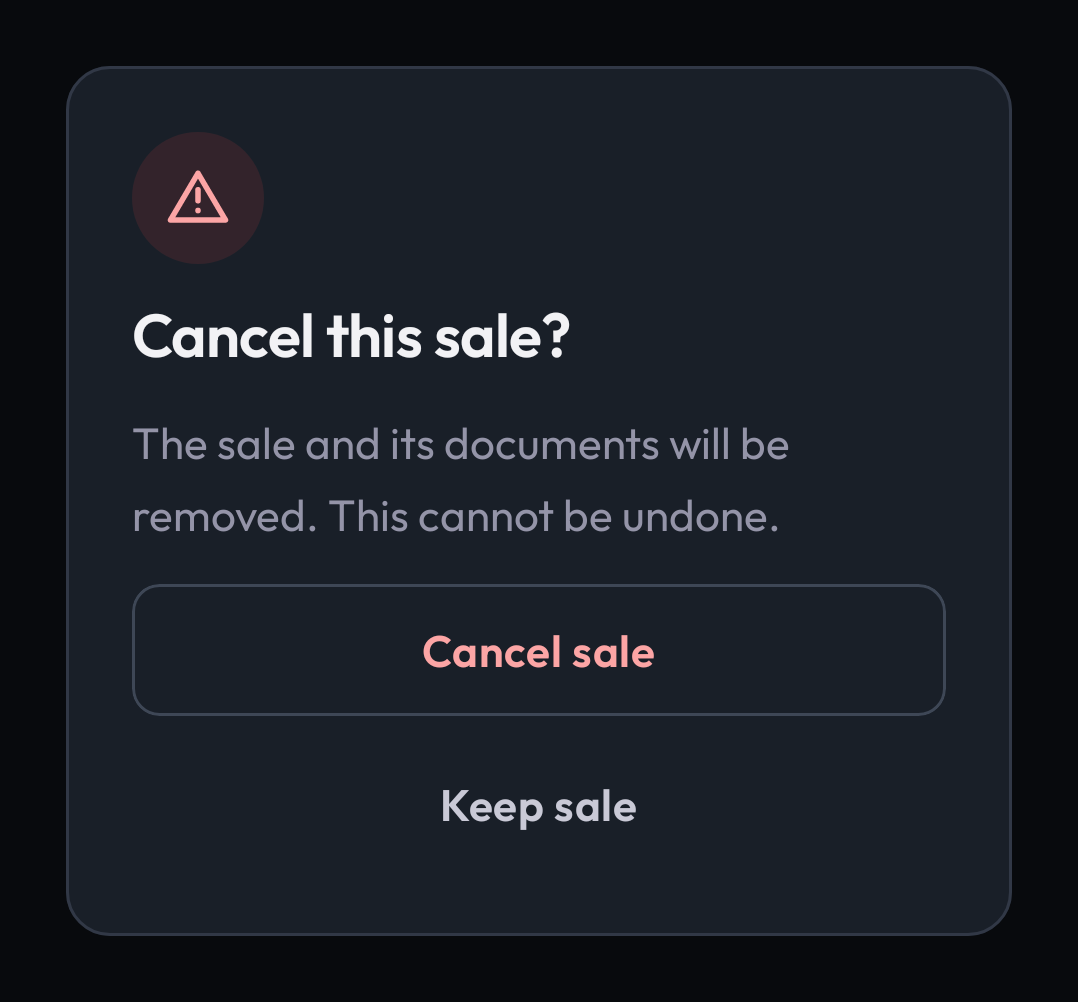 Cancel this sale?
The sale and its documents will be
removed. This cannot be undone.
Cancel sale
Keep sale